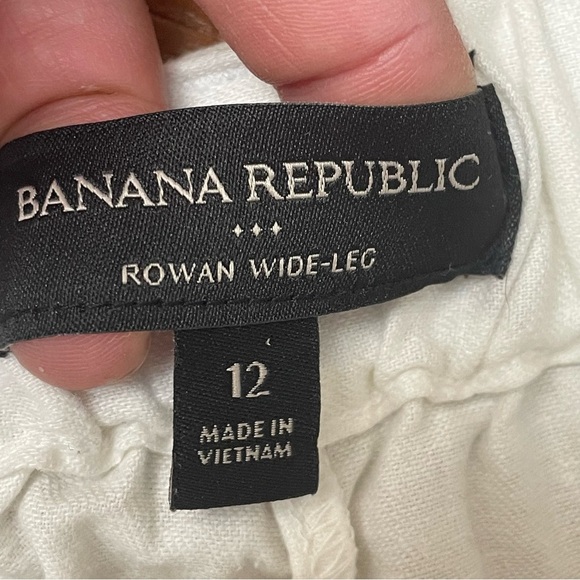 BANANA REPUBLIC
ROWAN WIDE-LEG
12
MADE IN
VIETNAM